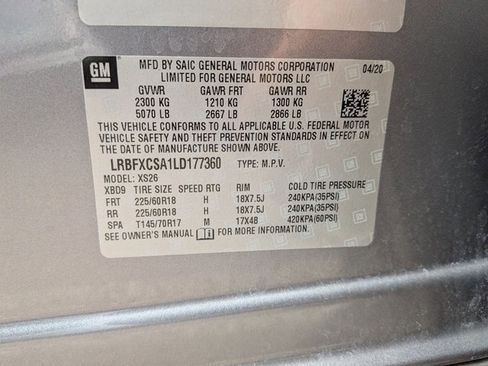 GM
MFD BY SAIC GENERAL MOTORS CORPORATION 04/20
LIMITED FOR GENERAL MOTORS LLC
GVWR GAWR FRT GAWR RR
2300 KG 1210 KG 1300 KG
5070 LB 2667 LB 2866 LB
THIS VEHICLE CONFORMS TO ALL APPLICABLE U.S. FEDERAL MOTOR
VEHICLE SAFETY, BUMPER, AND THEFT PREVENTION STANDARDS IN EFFECT ON
THE DATE OF MANUFACTURE SHOWN ABOVE.
LRBFXCSA1LD177360 TYPE: M.P.V.
MODEL: XS26
XBD9 TIRE SIZE SPEED RTG RIM COLD TIRE PRESSURE
FRT 225/60R18 H 18X7.5J 240KPA(35PSI)
RR 225/60R18 H 18X7.5J 240KPA(35PSI)
SPA T145/70R17 M 17X4B 420KPA(60PSI)
SEE OWNER'S MANUAL FOR MORE INFORMATION